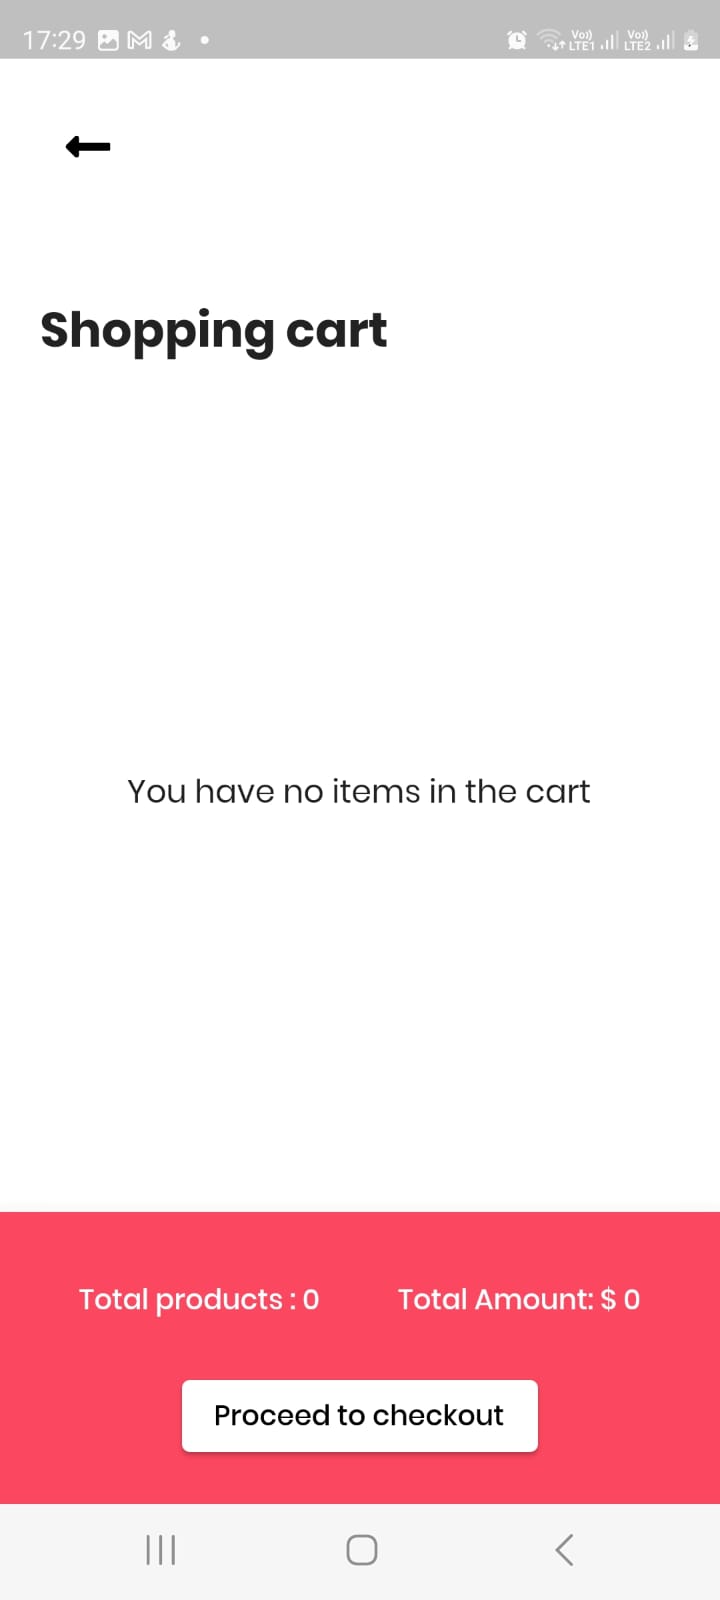 17:29
Vo)) LTE1 Vo)) LTE2
Shopping cart
You have no items in the cart
Total products : 0 Total Amount: $ 0
Proceed to checkout